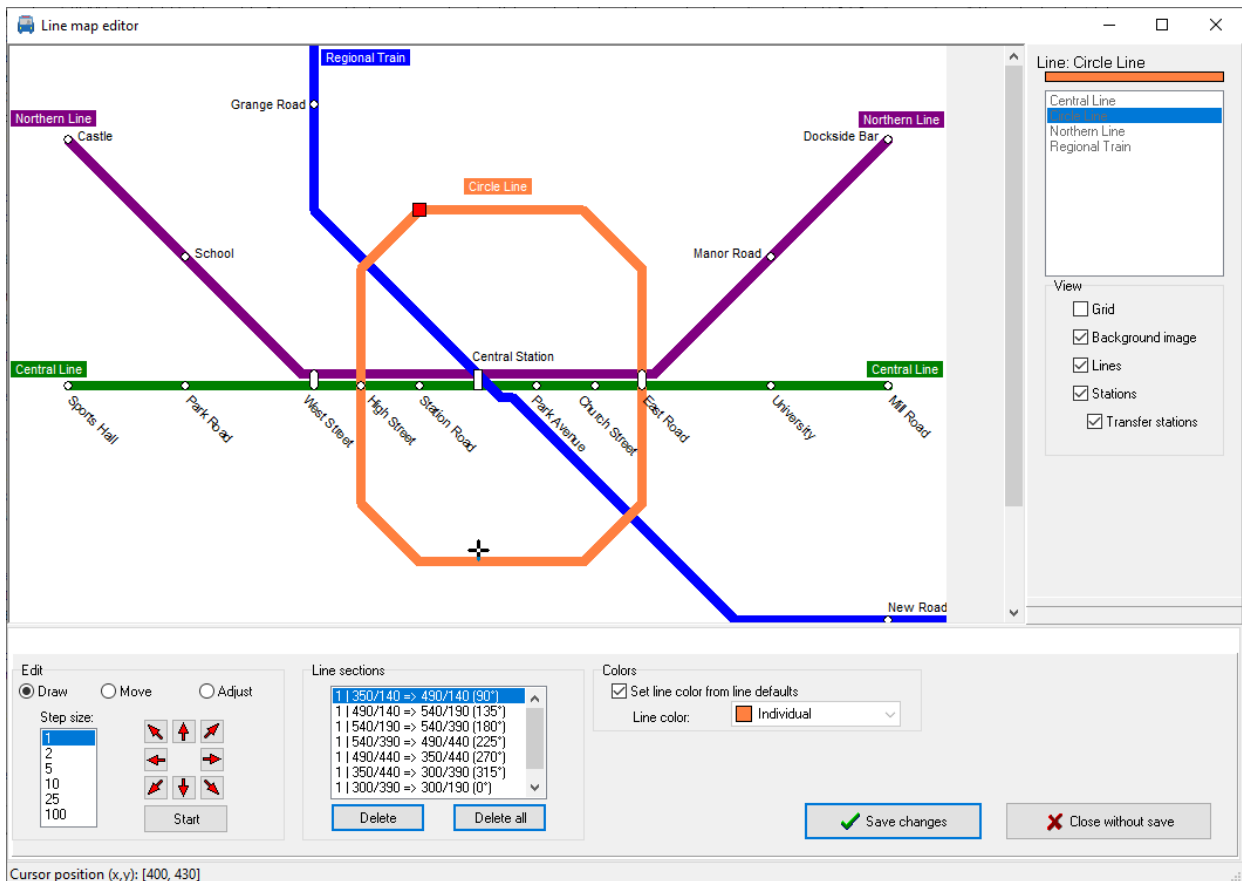 Line map editor
Regional Train
Line: Circle Line
Grange Road
Central Line
Circle Line
Northern Line
Regional Train
Northern Line
Northern Line
Castle
Dockside Bar
Circle Line
School
Manor Road
View
Grid
Background image
Lines
Stations
Transfer stations
Central Station
Central Line
Central Line
Sports Hall
Park Road
West Street
High Street
Station Road
Park Avenue
Church Street
East Road
University
Mill Road
New Road
Edit
Draw
Move
Adjust
Step size:
1
2
5
10
25
100
Start
Line sections
1 | 350/140 => 490/140 (90°)
1 | 490/140 => 540/190 (135°)
1 | 540/190 => 540/390 (180°)
1 | 540/390 => 490/440 (225°)
1 | 490/440 => 350/440 (270°)
1 | 350/440 => 300/390 (315°)
1 | 300/390 => 300/190 (0°)
Delete
Delete all
Colors
Set line color from line defaults
Line color:
Individual
Save changes
Close without save
Cursor position (x,y): [400, 430]